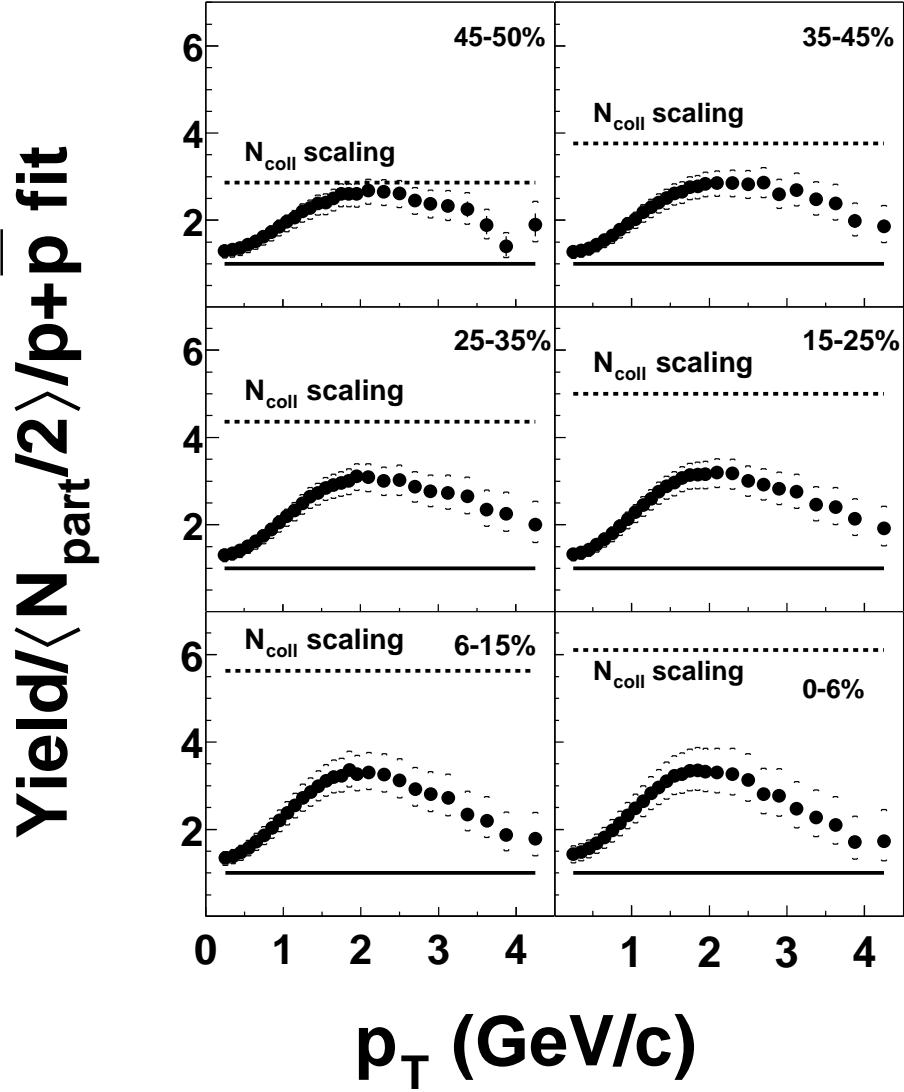 Yield/⟨N_part/2⟩/p+p̅ fit
45-50%
35-45%
N_coll scaling
N_coll scaling
6
4
2
25-35%
15-25%
N_coll scaling
N_coll scaling
6
4
2
N_coll scaling
6-15%
N_coll scaling
0-6%
6
4
2
0 1 2 3 4 1 2 3 4
p_T (GeV/c)